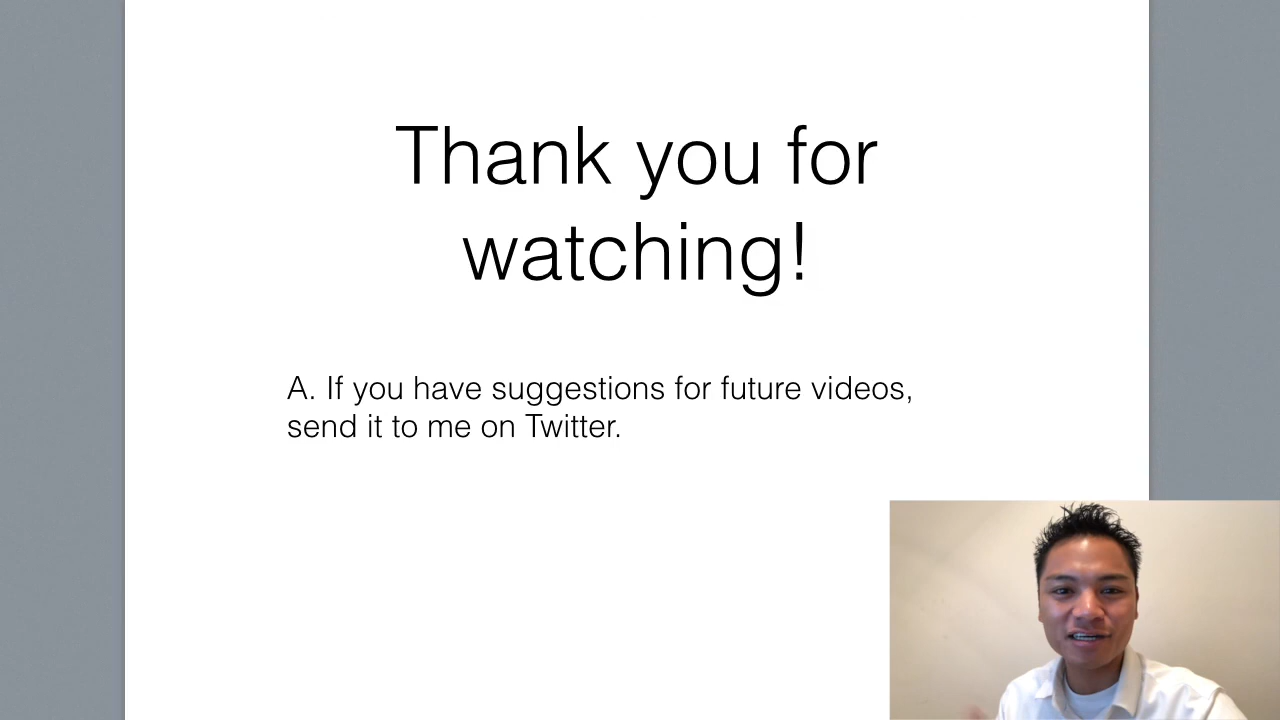 Thank you for
watching!
A. If you have suggestions for future videos,
send it to me on Twitter.